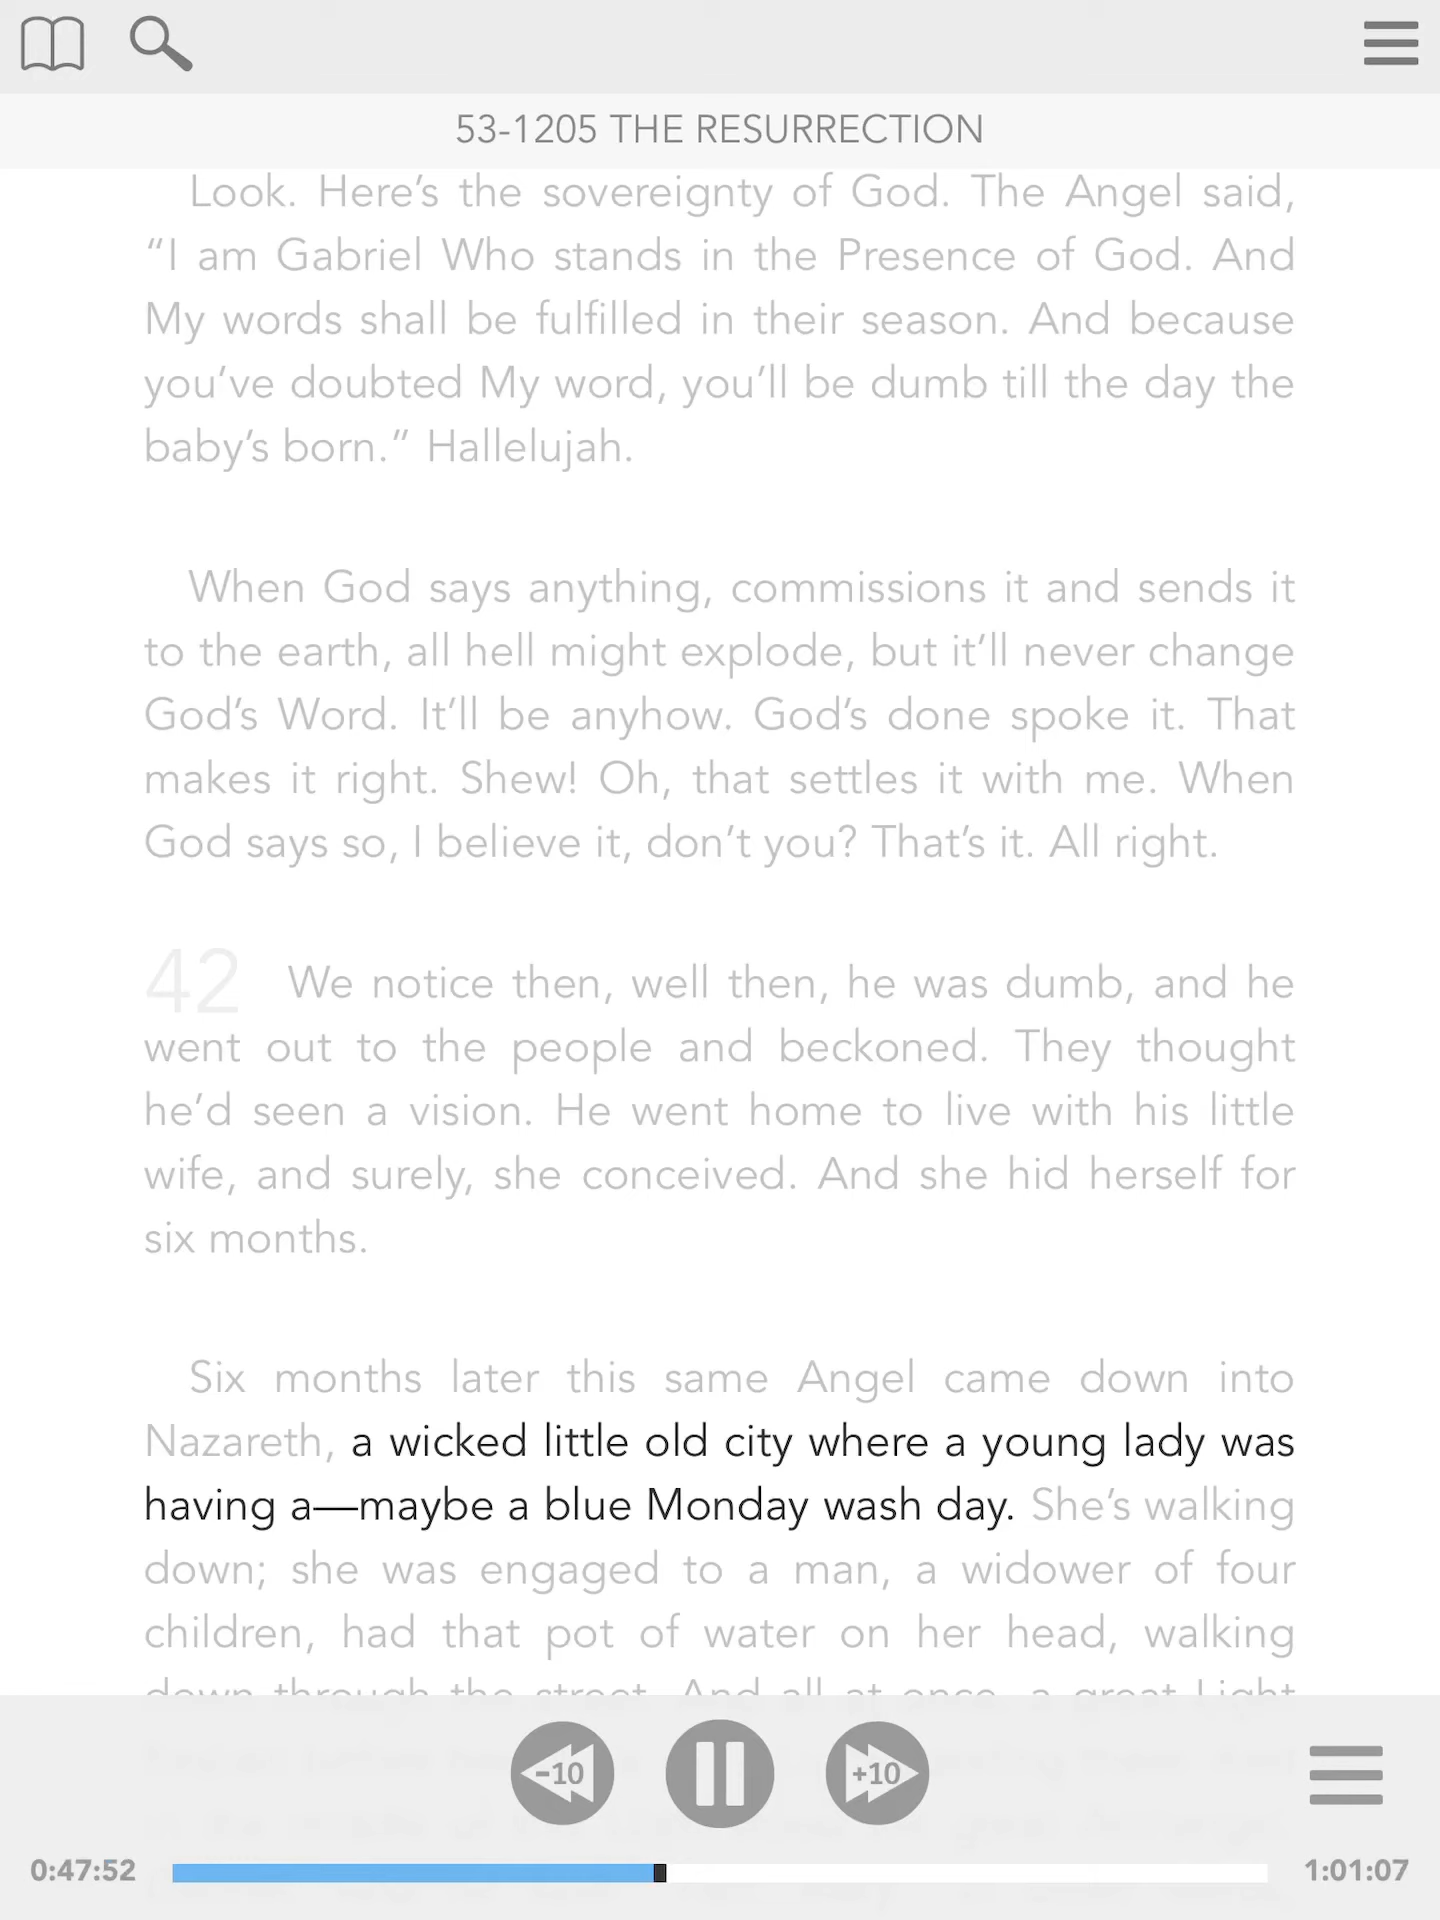 53-1205 THE RESURRECTION
Look. Here’s the sovereignty of God. The Angel said,
“I am Gabriel Who stands in the Presence of God. And
My words shall be fulfilled in their season. And because
you’ve doubted My word, you’ll be dumb till the day the
baby’s born.” Hallelujah.
When God says anything, commissions it and sends it
to the earth, all hell might explode, but it’ll never change
God’s Word. It’ll be anyhow. God’s done spoke it. That
makes it right. Shew! Oh, that settles it with me. When
God says so, I believe it, don’t you? That’s it. All right.
42 We notice then, well then, he was dumb, and he
went out to the people and beckoned. They thought
he’d seen a vision. He went home to live with his little
wife, and surely, she conceived. And she hid herself for
six months.
Six months later this same Angel came down into
Nazareth, a wicked little old city where a young lady was
having a—maybe a blue Monday wash day. She’s walking
down; she was engaged to a man, a widower of four
children, had that pot of water on her head, walking
down through the street. And all at once, a great Light
-10 +10
0:47:52 1:01:07